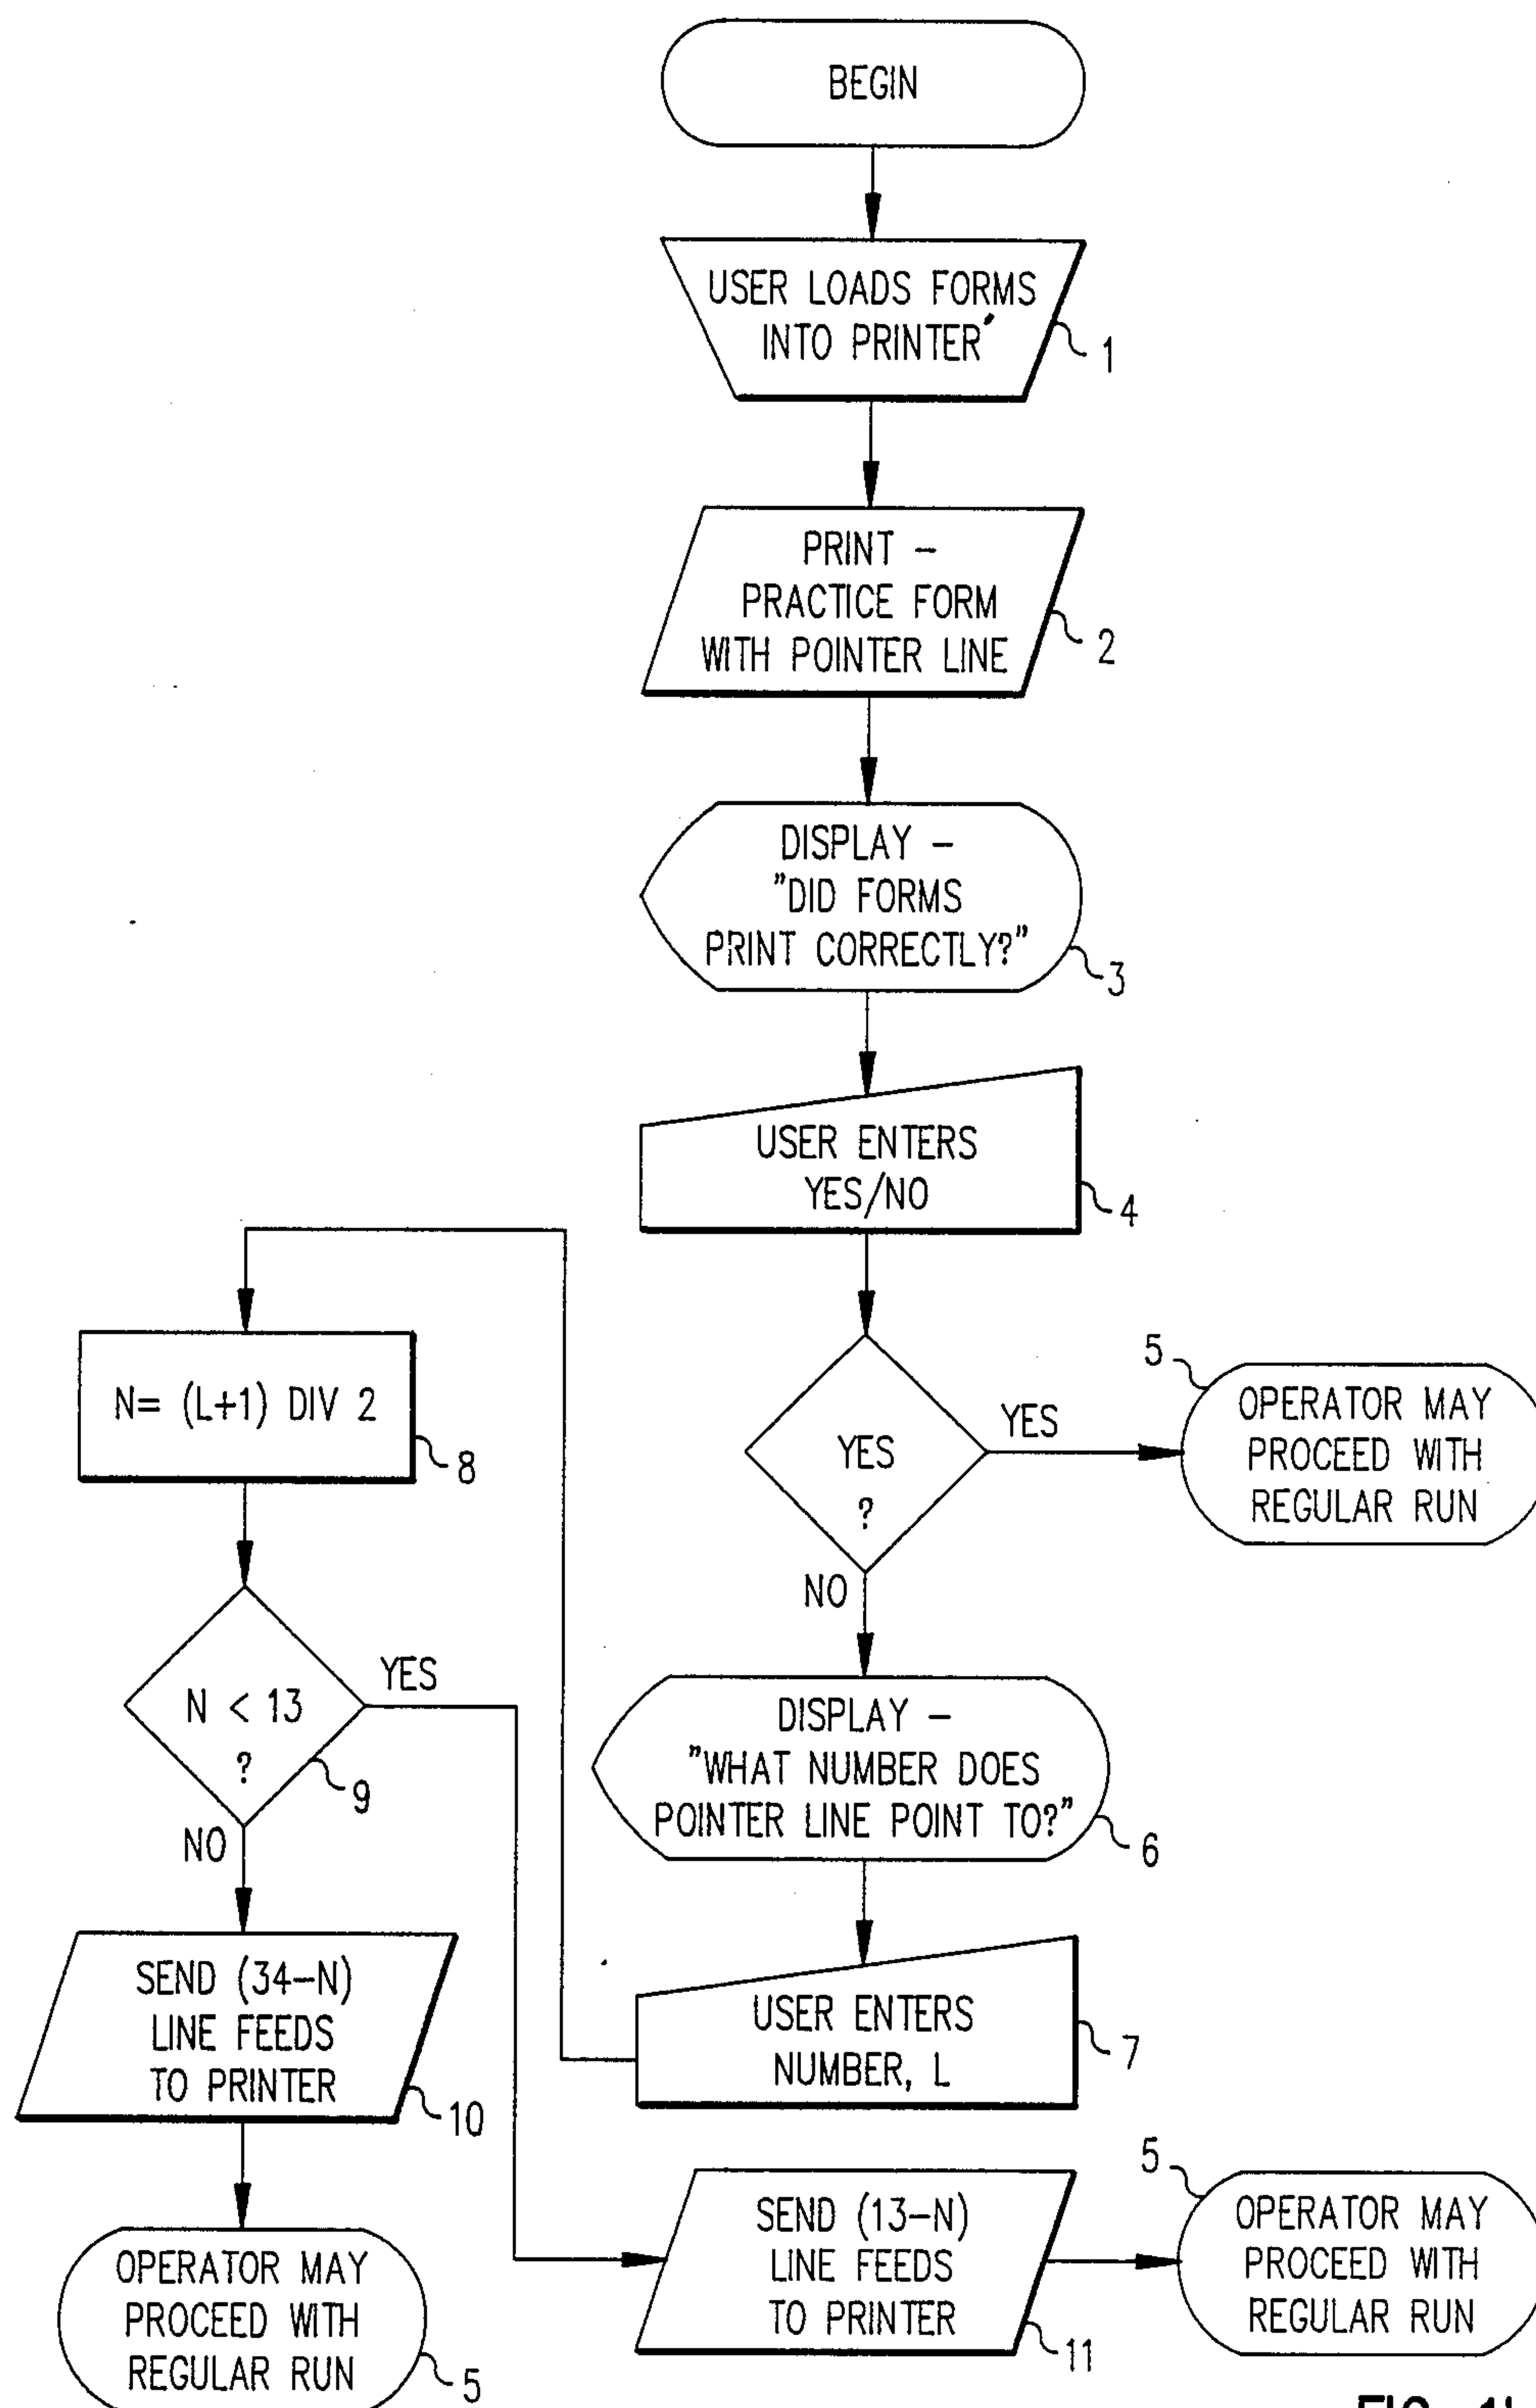 BEGIN
USER LOADS FORMS
INTO PRINTER
1
PRINT –
PRACTICE FORM
WITH POINTER LINE
2
DISPLAY –
"DID FORMS
PRINT CORRECTLY?"
3
USER ENTERS
YES/NO
4
YES
?
YES
5
OPERATOR MAY
PROCEED WITH
REGULAR RUN
NO
DISPLAY –
"WHAT NUMBER DOES
POINTER LINE POINT TO?"
6
USER ENTERS
NUMBER, L
7
N= (L+1) DIV 2
8
N < 13
?
9
YES
NO
SEND (34–N)
LINE FEEDS
TO PRINTER
10
OPERATOR MAY
PROCEED WITH
REGULAR RUN
5
SEND (13–N)
LINE FEEDS
TO PRINTER
11
5
OPERATOR MAY
PROCEED WITH
REGULAR RUN